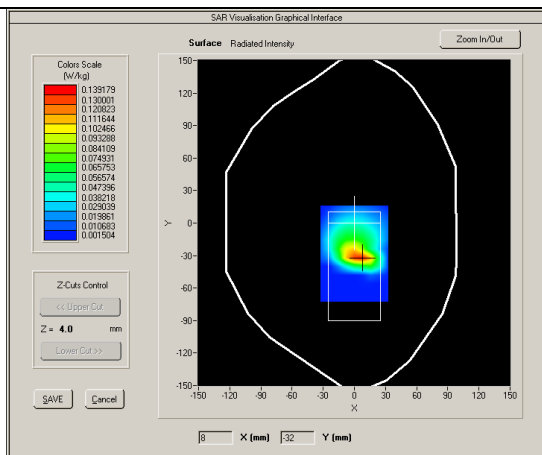 SAR Visualisation Graphical Interface
Surface Radiated Intensity
Zoom In/Out
Colors Scale
(W/kg)
0.139179
0.130001
0.120823
0.111644
0.102466
0.093288
0.084109
0.074931
0.065753
0.056574
0.047396
0.038218
0.029039
0.019861
0.010683
0.001504
Z-Cuts Control
<< Upper Cut
Z = 4.0 mm
Lower Cut >>
SAVE Cancel
150-
120-
90-
60-
30-
0-
-30-
-60-
-90-
-120-
-150-
Y
-150 -120 -90 -60 -30 0 30 60 90 120 150
X
8 X (mm) -32 Y (mm)